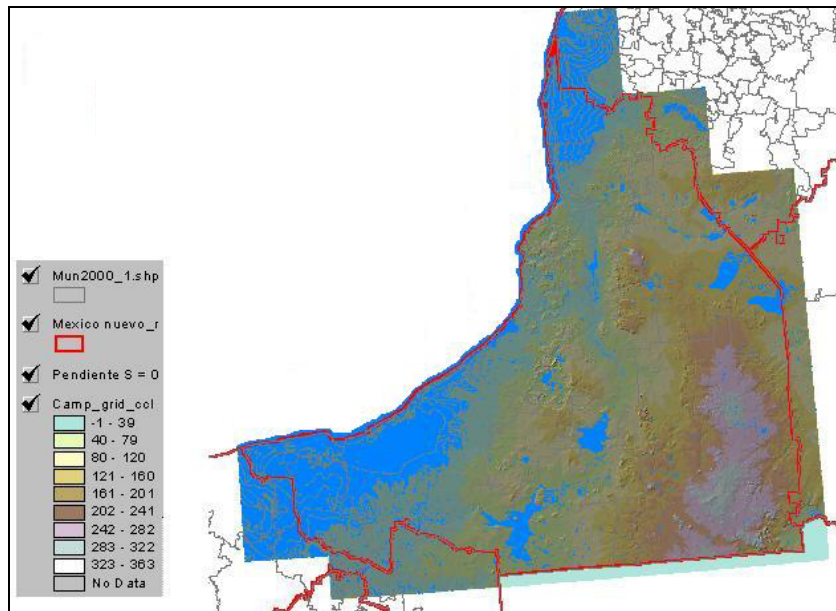 Mun2000_1.shp
Mexico nuevo_r
Pendiente S = 0
Camp_grid_ccl
-1 - 39
40 - 79
80 - 120
121 - 160
161 - 201
202 - 241
242 - 282
283 - 322
323 - 363
No Data